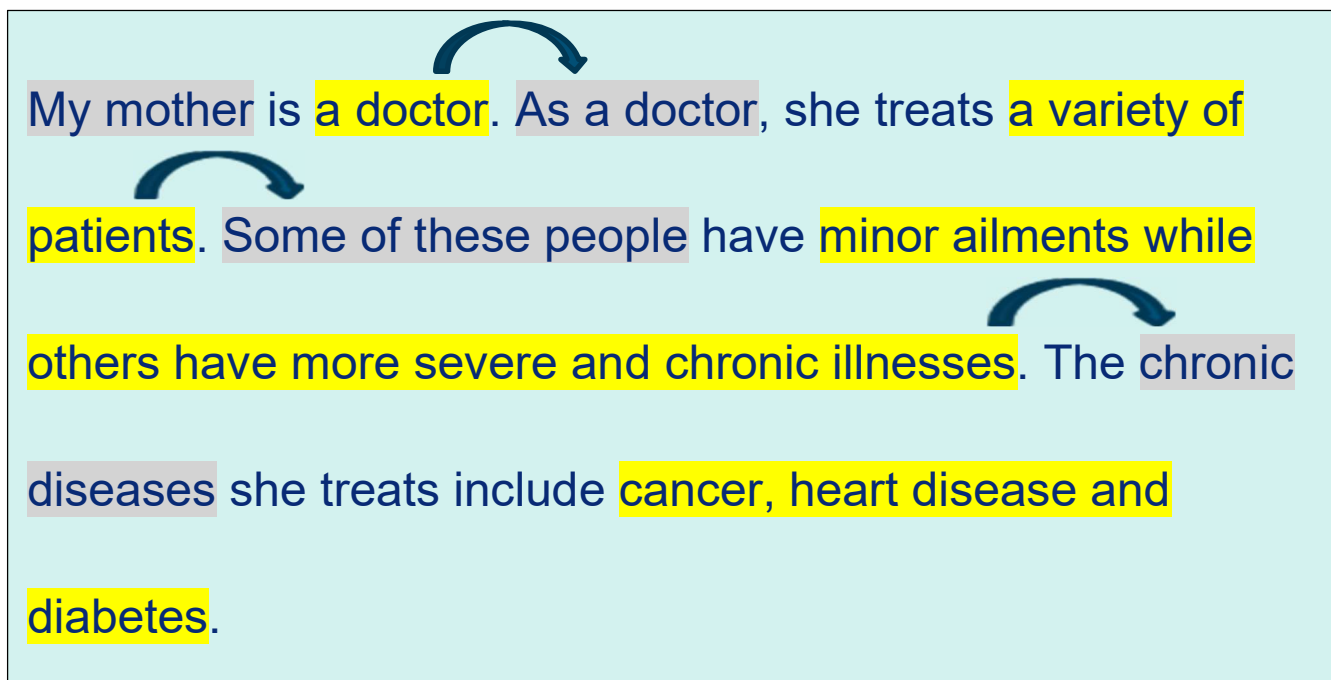 My mother is a doctor. As a doctor, she treats a variety of
patients. Some of these people have minor ailments while
others have more severe and chronic illnesses. The chronic
diseases she treats include cancer, heart disease and
diabetes.